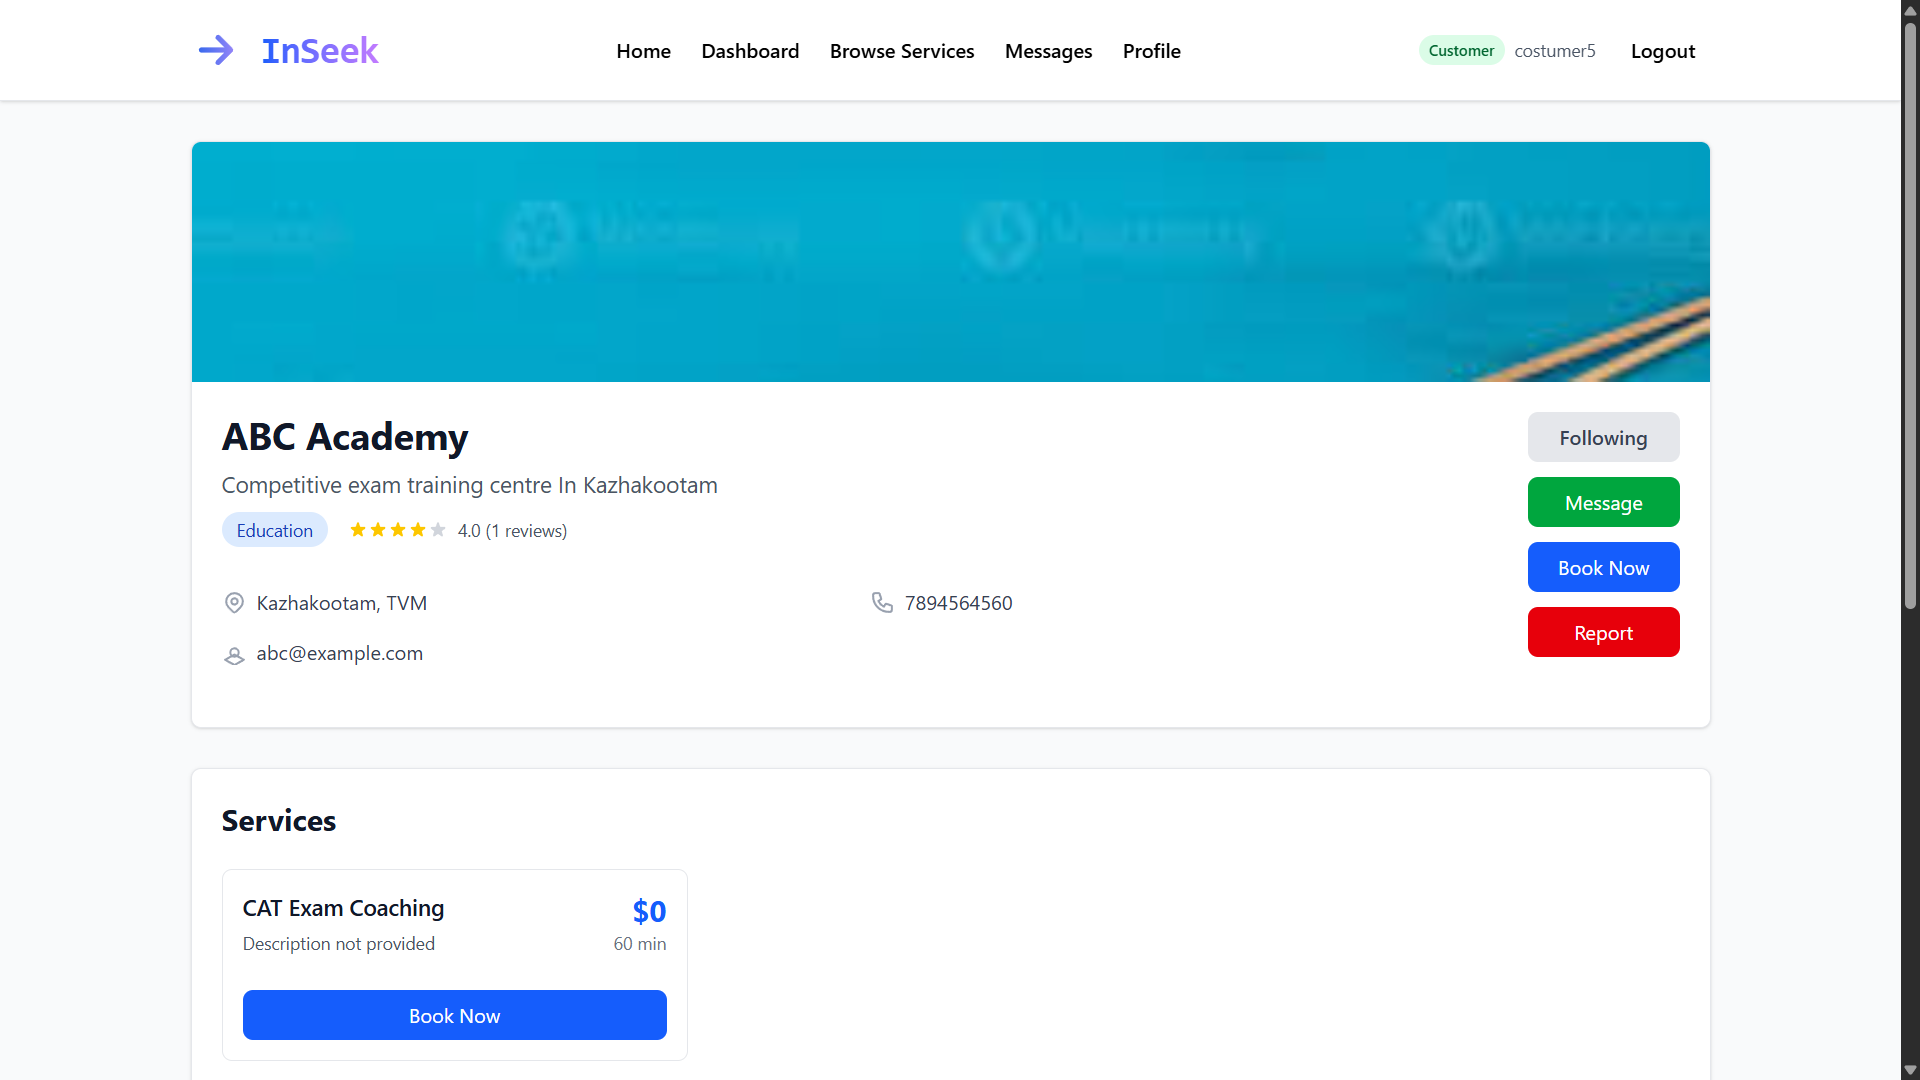 InSeek
Home Dashboard Browse Services Messages Profile
Customer costumer5 Logout
ABC Academy
Competitive exam training centre In Kazhakootam
Education 4.0 (1 reviews)
Kazhakootam, TVM
7894564560
abc@example.com
Following
Message
Book Now
Report
Services
CAT Exam Coaching $0
Description not provided 60 min
Book Now